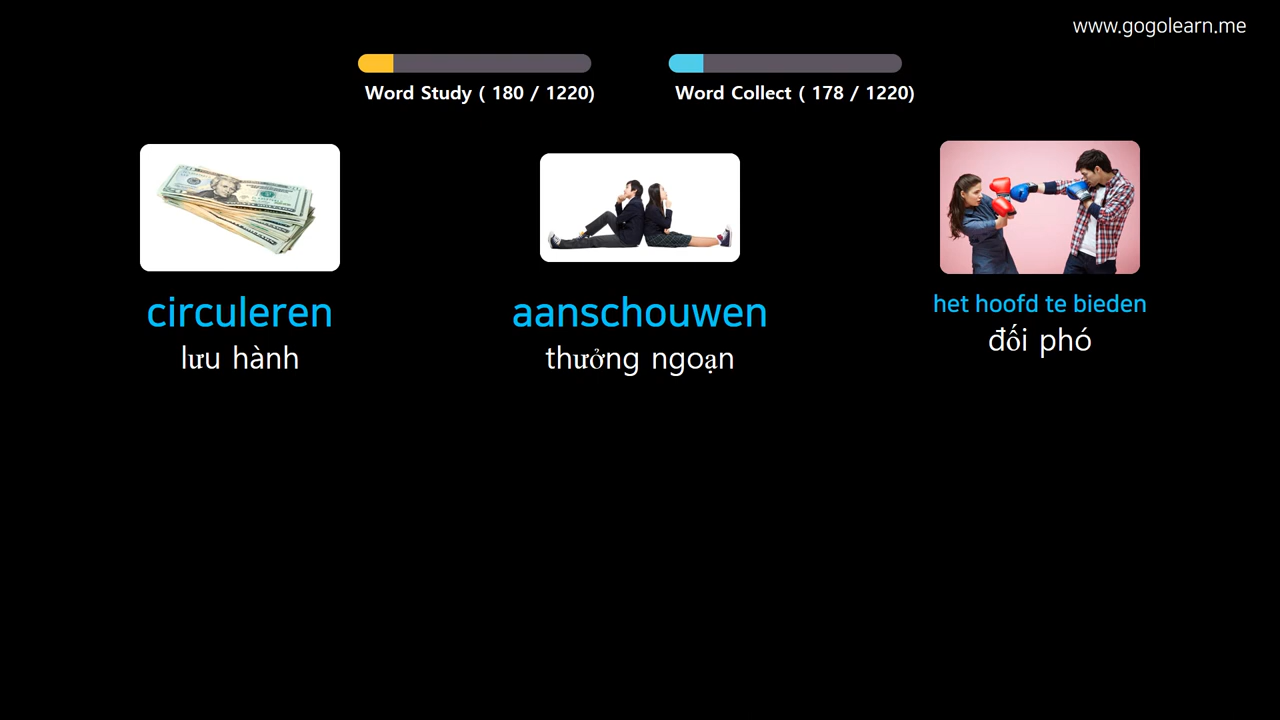 www.gogolearn.me
Word Study ( 180 / 1220)
Word Collect ( 178 / 1220)
circuleren
lưu hành
aanschouwen
thưởng ngoạn
het hoofd te bieden
đối phó